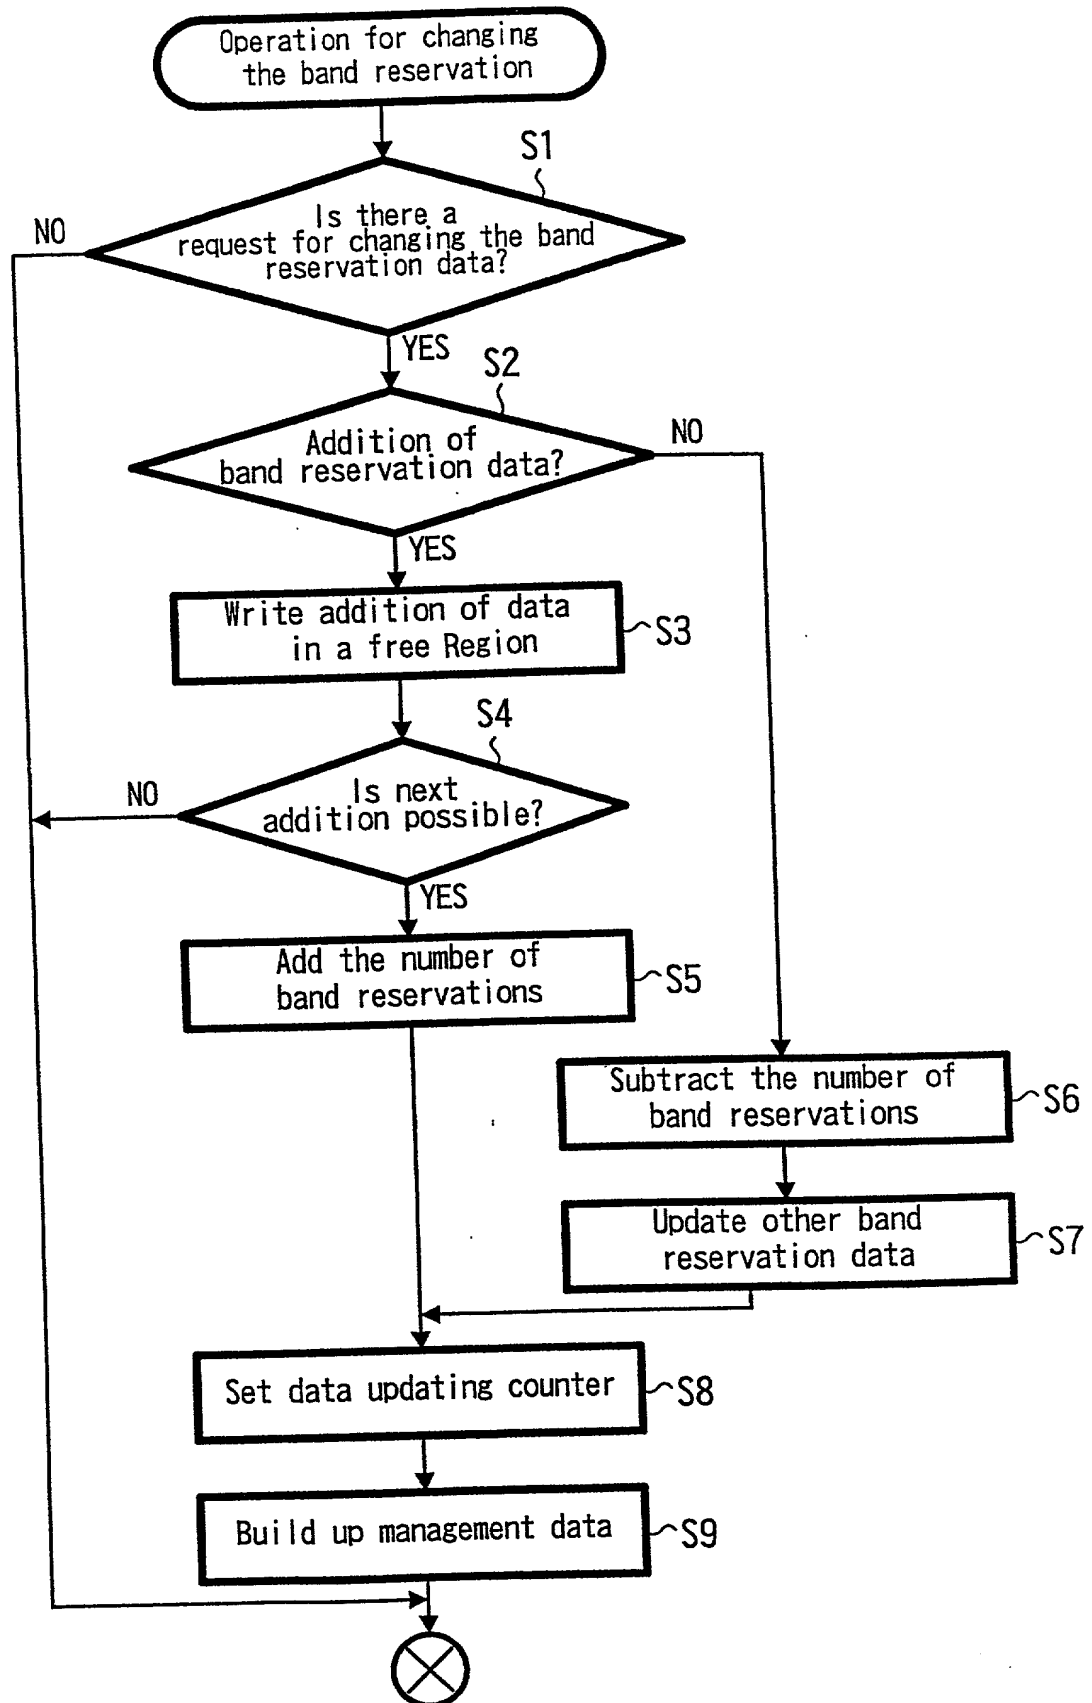 Operation for changing
the band reservation
S1
Is there a
request for changing the band
reservation data?
NO
YES
S2
Addition of
band reservation data?
NO
YES
Write addition of data
in a free Region
S3
S4
Is next
addition possible?
NO
YES
Add the number of
band reservations
S5
Subtract the number of
band reservations
S6
Update other band
reservation data
S7
Set data updating counter
S8
Build up management data
S9